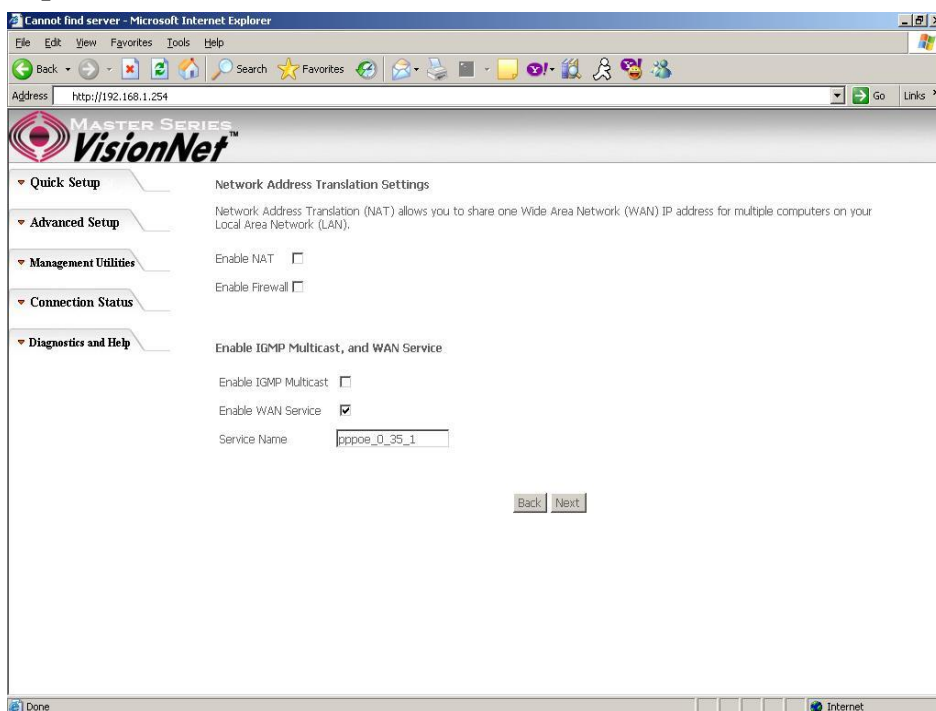 Cannot find server - Microsoft Internet Explorer
File Edit View Favorites Tools Help
Back Search Favorites
Address http://192.168.1.254 Go Links
MASTER SERIES
VisionNet™
Quick Setup
Advanced Setup
Management Utilities
Connection Status
Diagnostics and Help
Network Address Translation Settings
Network Address Translation (NAT) allows you to share one Wide Area Network (WAN) IP address for multiple computers on your
Local Area Network (LAN).
Enable NAT
Enable Firewall
Enable IGMP Multicast, and WAN Service
Enable IGMP Multicast
Enable WAN Service
Service Name pppoe_0_35_1
Back Next
Done Internet